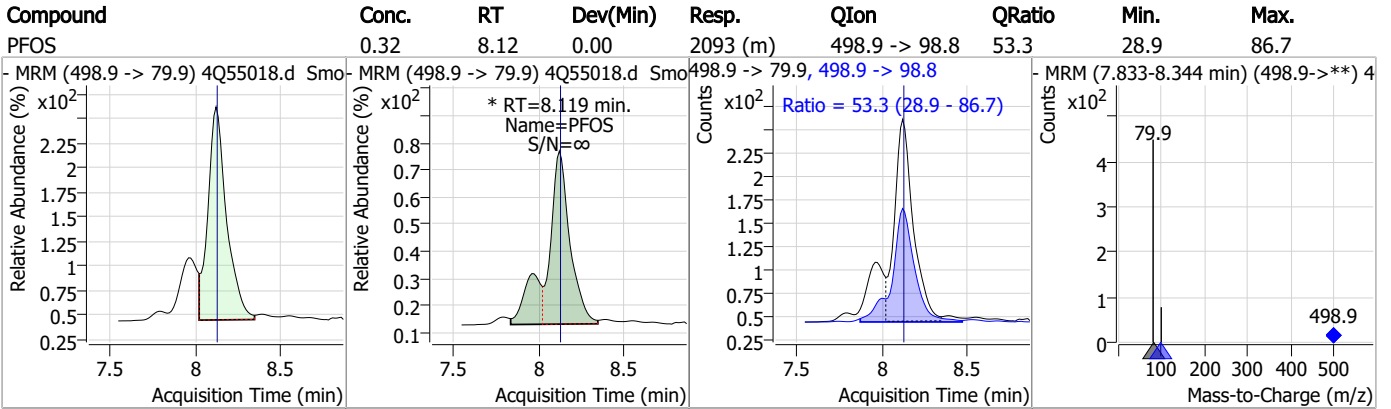 Compound Conc. RT Dev(Min) Resp. QIon QRatio Min. Max.
PFOS 0.32 8.12 0.00 2093 (m) 498.9 -> 98.8 53.3 28.9 86.7
- MRM (498.9 -> 79.9) 4Q55018.d Smo
Relative Abundance (%)
x10²
2.25
2
1.75
1.5
1.25
1
0.75
0.5
0.25
7.5 8 8.5
Acquisition Time (min)
- MRM (498.9 -> 79.9) 4Q55018.d Smo
Relative Abundance (%)
x10²
* RT=8.119 min.
Name=PFOS
S/N=∞
0.8
0.7
0.6
0.5
0.4
0.3
0.2
0.1
7.5 8 8.5
Acquisition Time (min)
498.9 -> 79.9, 498.9 -> 98.8
Counts
x10²
Ratio = 53.3 (28.9 - 86.7)
2.25
2
1.75
1.5
1.25
1
0.75
0.5
0.25
7.5 8 8.5
Acquisition Time (min)
- MRM (7.833-8.344 min) (498.9->**) 4
Counts
x10²
79.9
4
3
2
1
498.9
0
100 200 300 400 500
Mass-to-Charge (m/z)